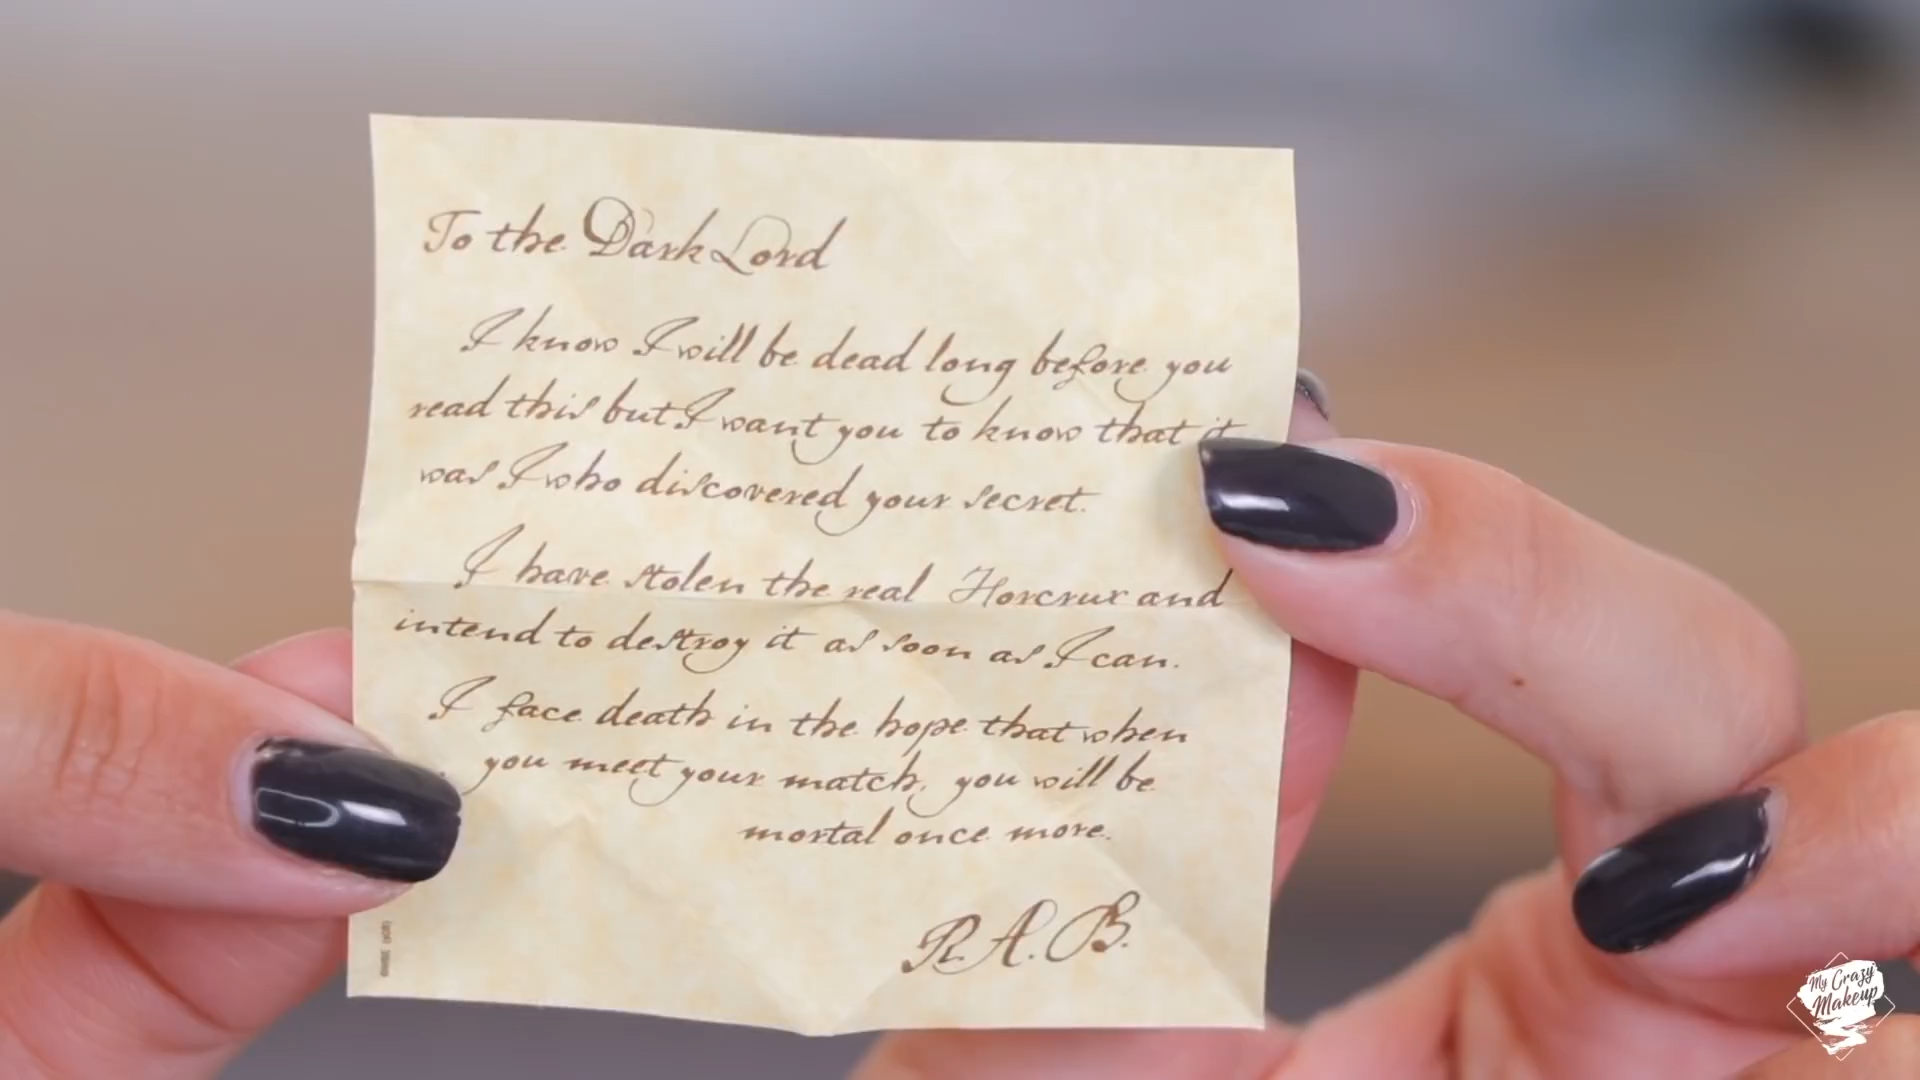 To the Dark Lord
I know I will be dead long before you
read this but I want you to know that it
was I who discovered your secret.
I have stolen the real Horcrux and
intend to destroy it as soon as I can.
I face death in the hope that when
you meet your match, you will be
mortal once more.
R.A.B.
My Crazy
Makeup